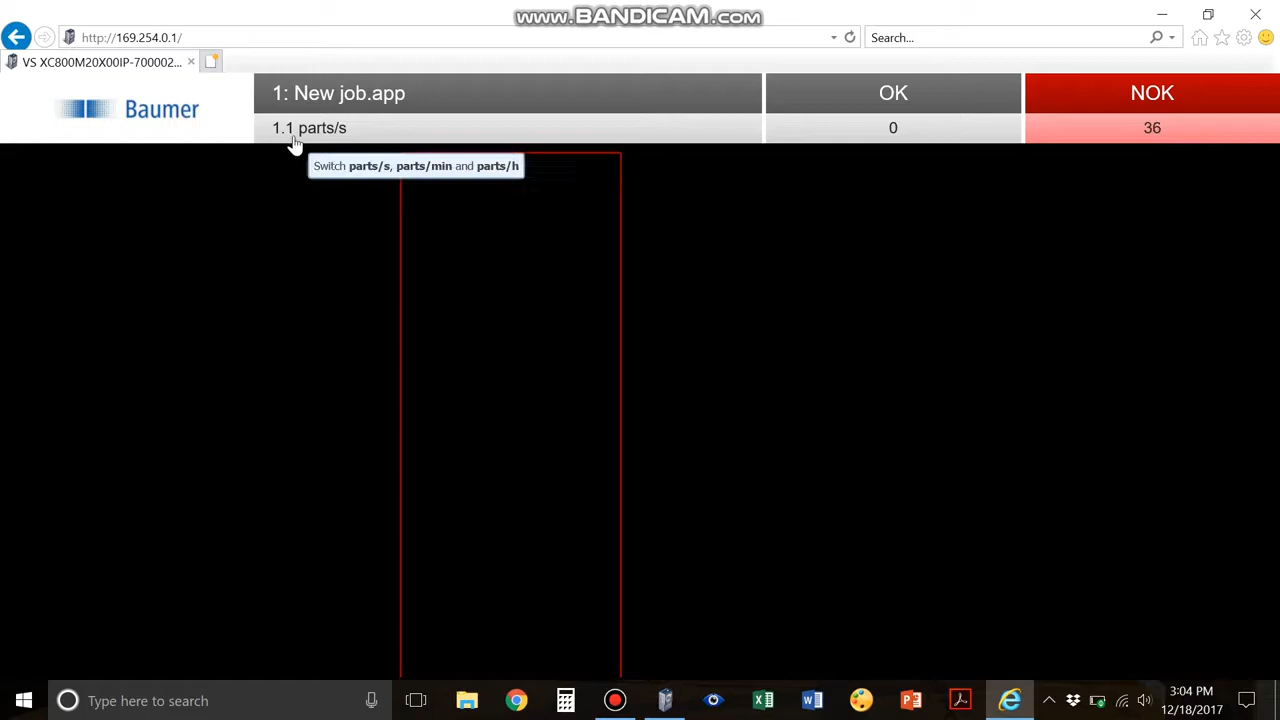 www.BANDICAM.com
http://169.254.0.1/
Search...
VS XC800M20X00IP-700002...
Baumer
1: New job.app
OK
NOK
1.1 parts/s
0
36
Switch parts/s, parts/min and parts/h
Type here to search
3:04 PM
12/18/2017